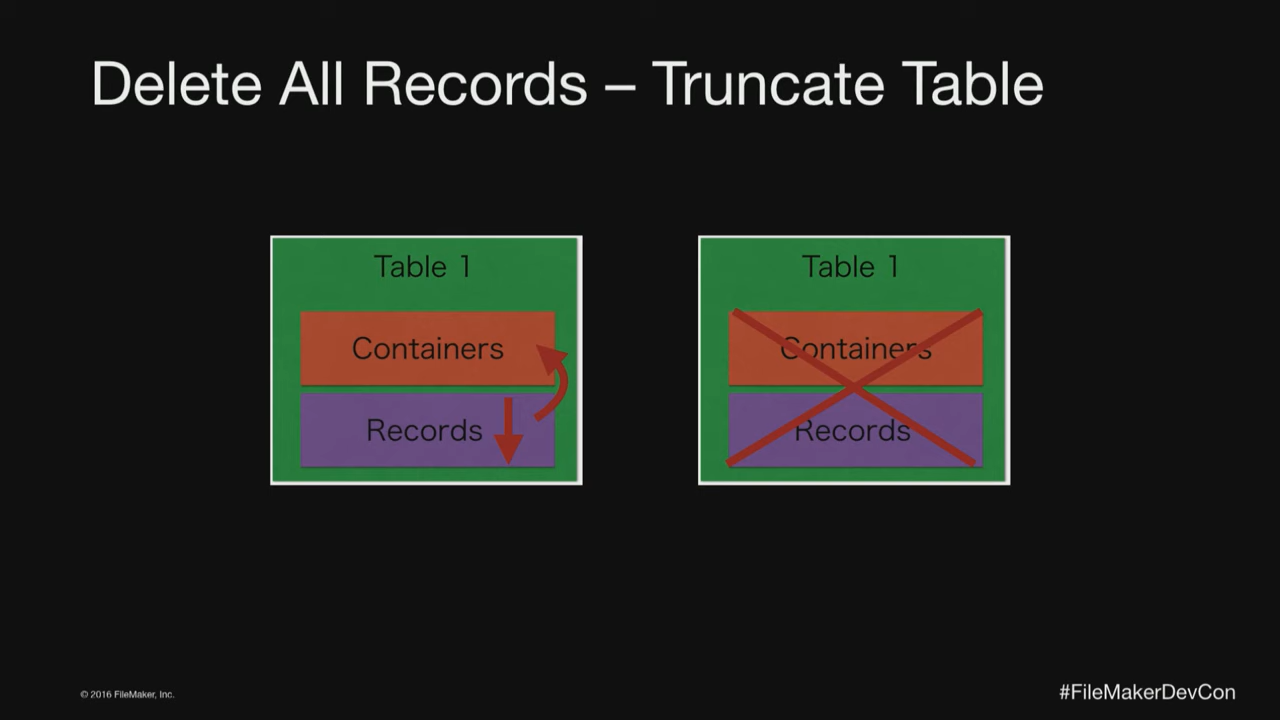 Delete All Records – Truncate Table
Table 1
Containers
Records
Table 1
Containers
Records
© 2016 FileMaker, Inc.
#FileMakerDevCon